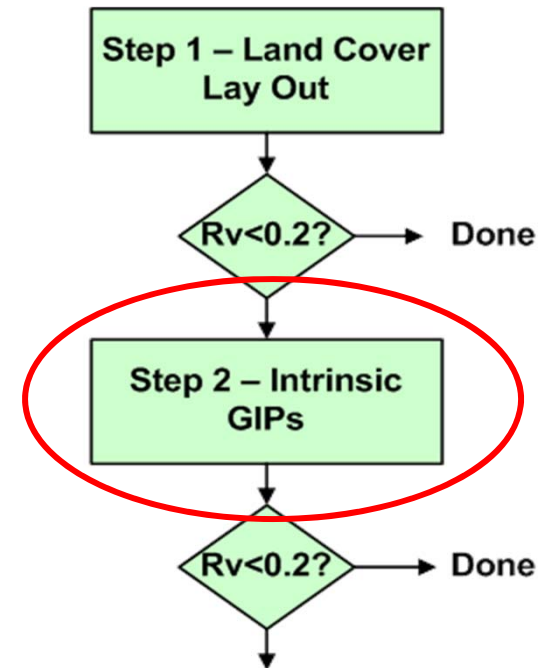 Step 1 – Land Cover
Lay Out
Rv<0.2?
Done
Step 2 – Intrinsic
GIPs
Rv<0.2?
Done